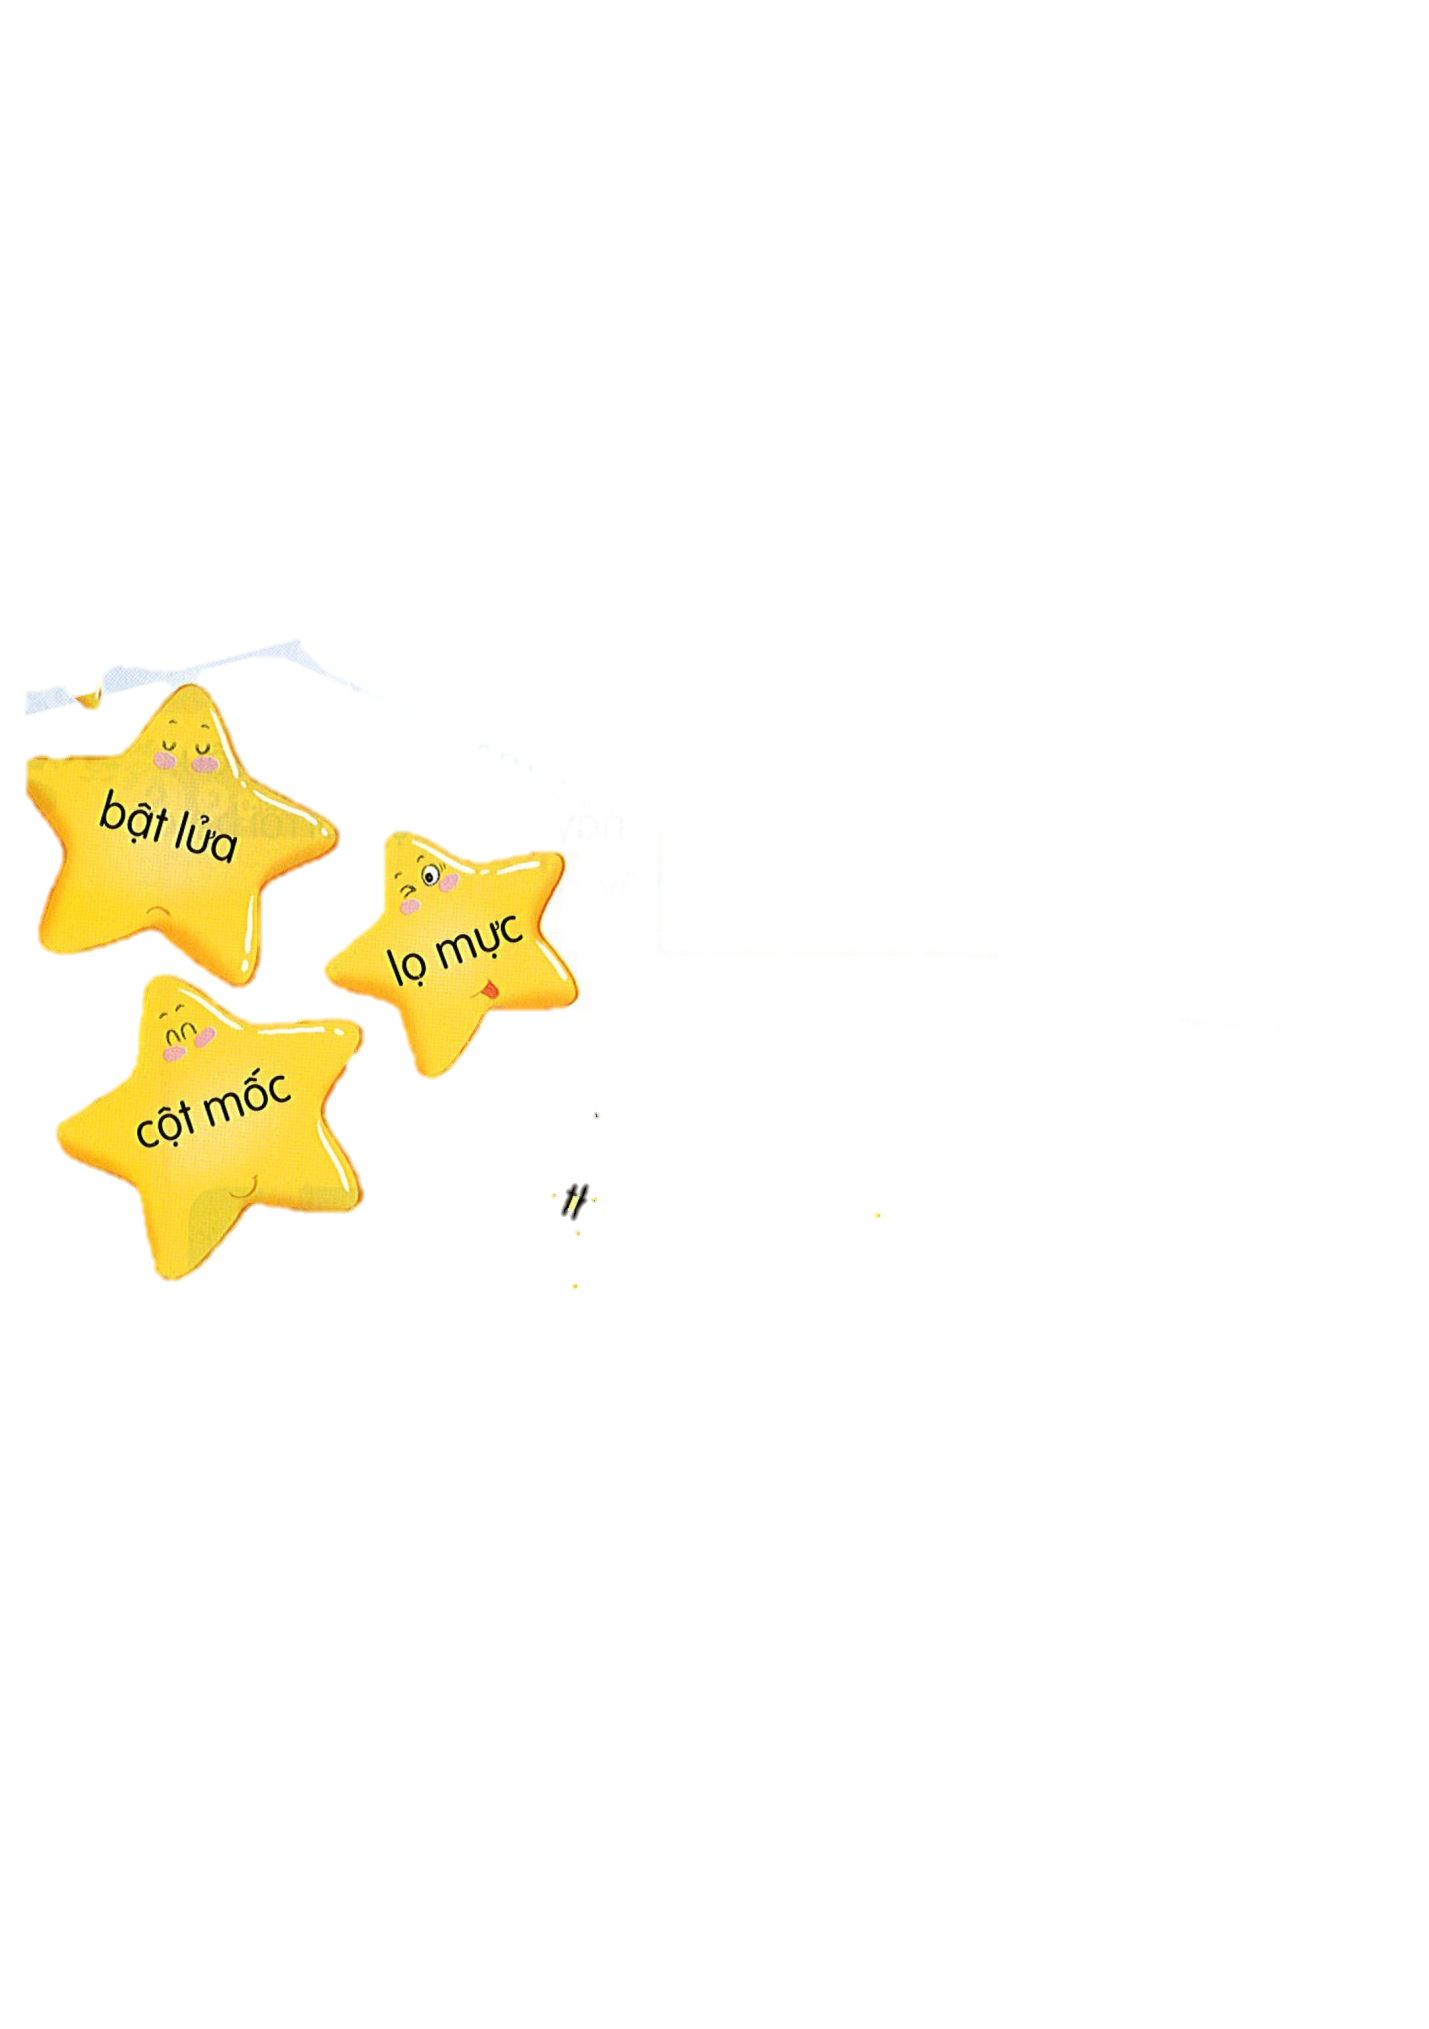 bật lửa
lọ mực
cột mốc